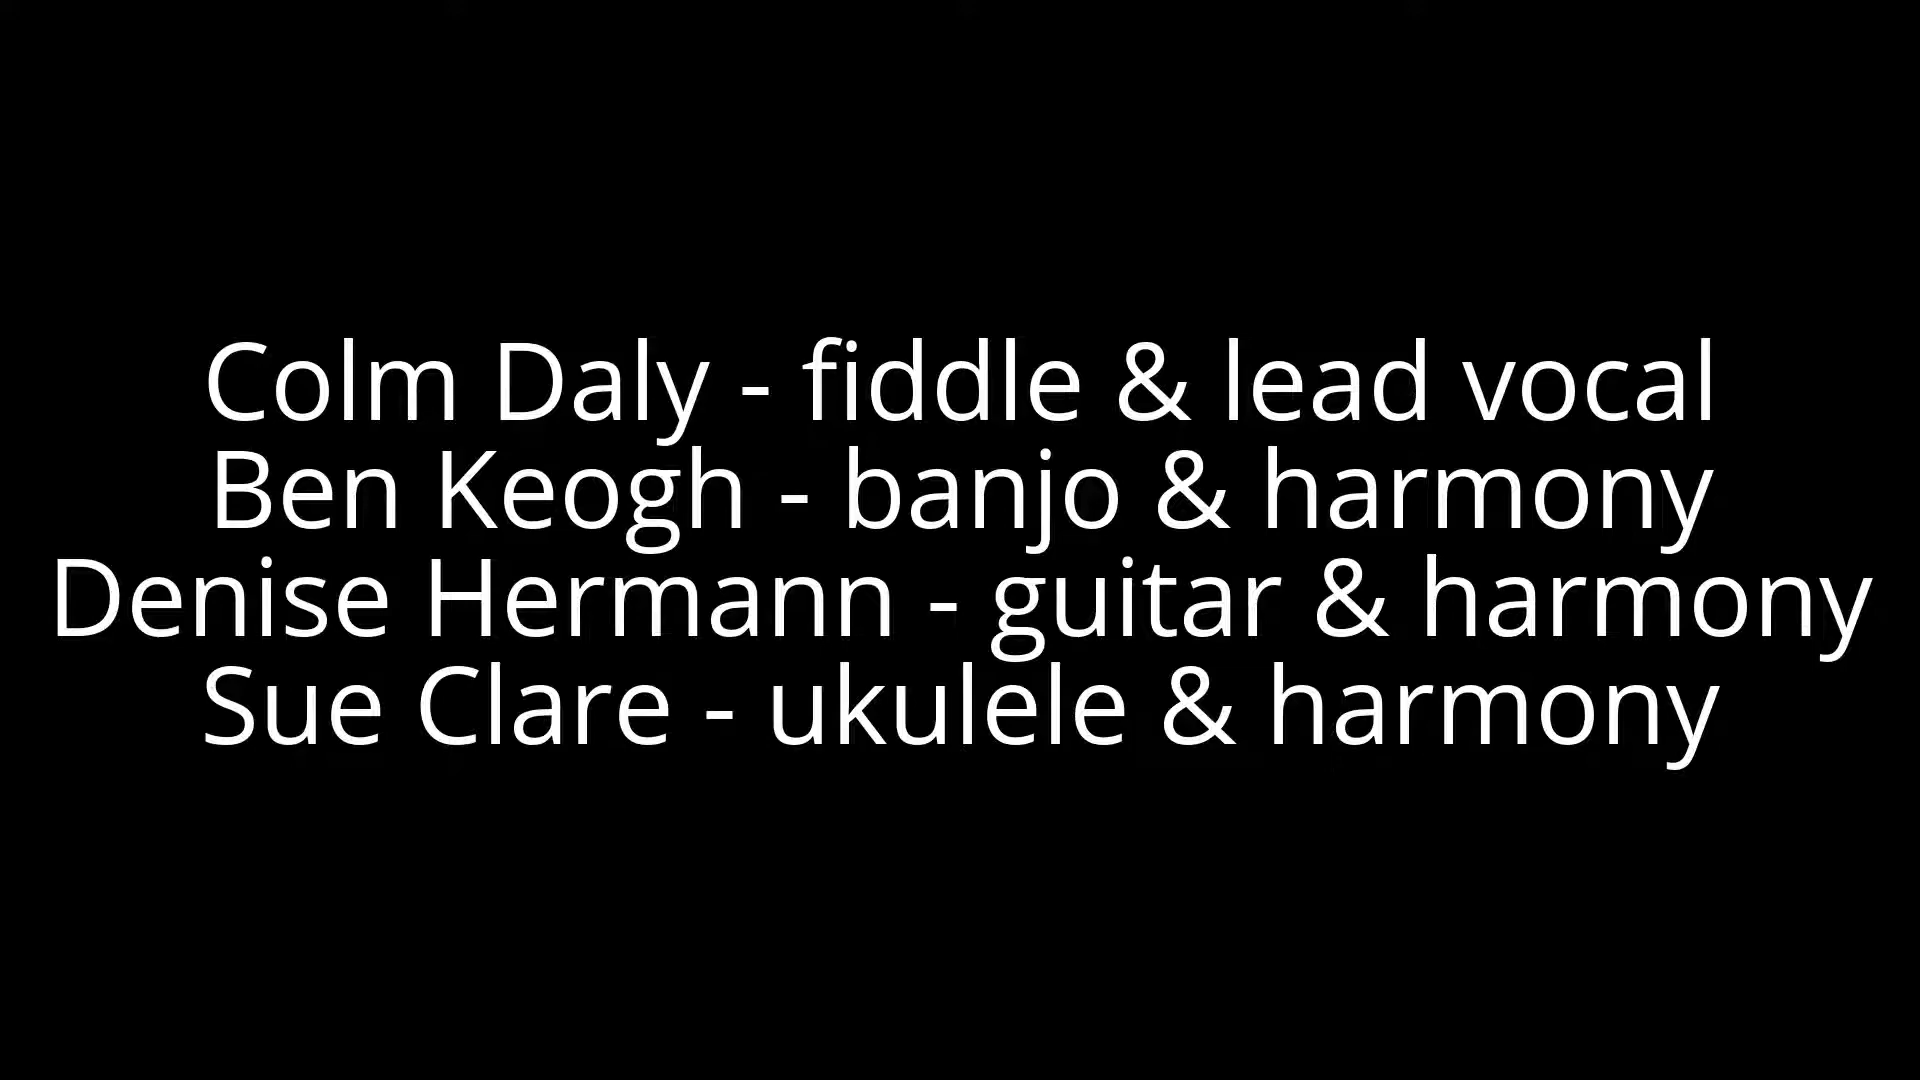 Colm Daly - fiddle & lead vocal
Ben Keogh - banjo & harmony
Denise Hermann - guitar & harmony
Sue Clare - ukulele & harmony